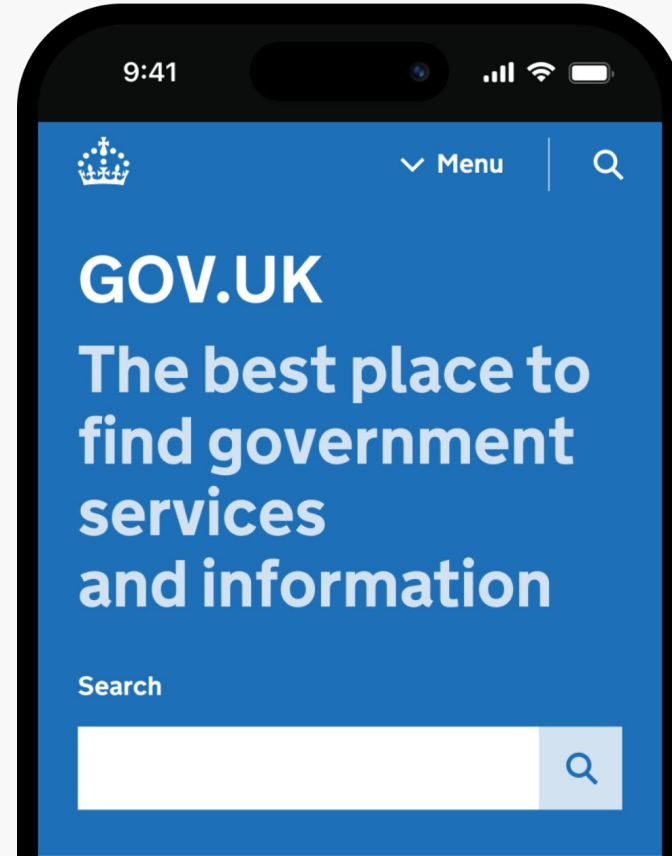 9:41
Menu
GOV.UK
The best place to
find government
services
and information
Search